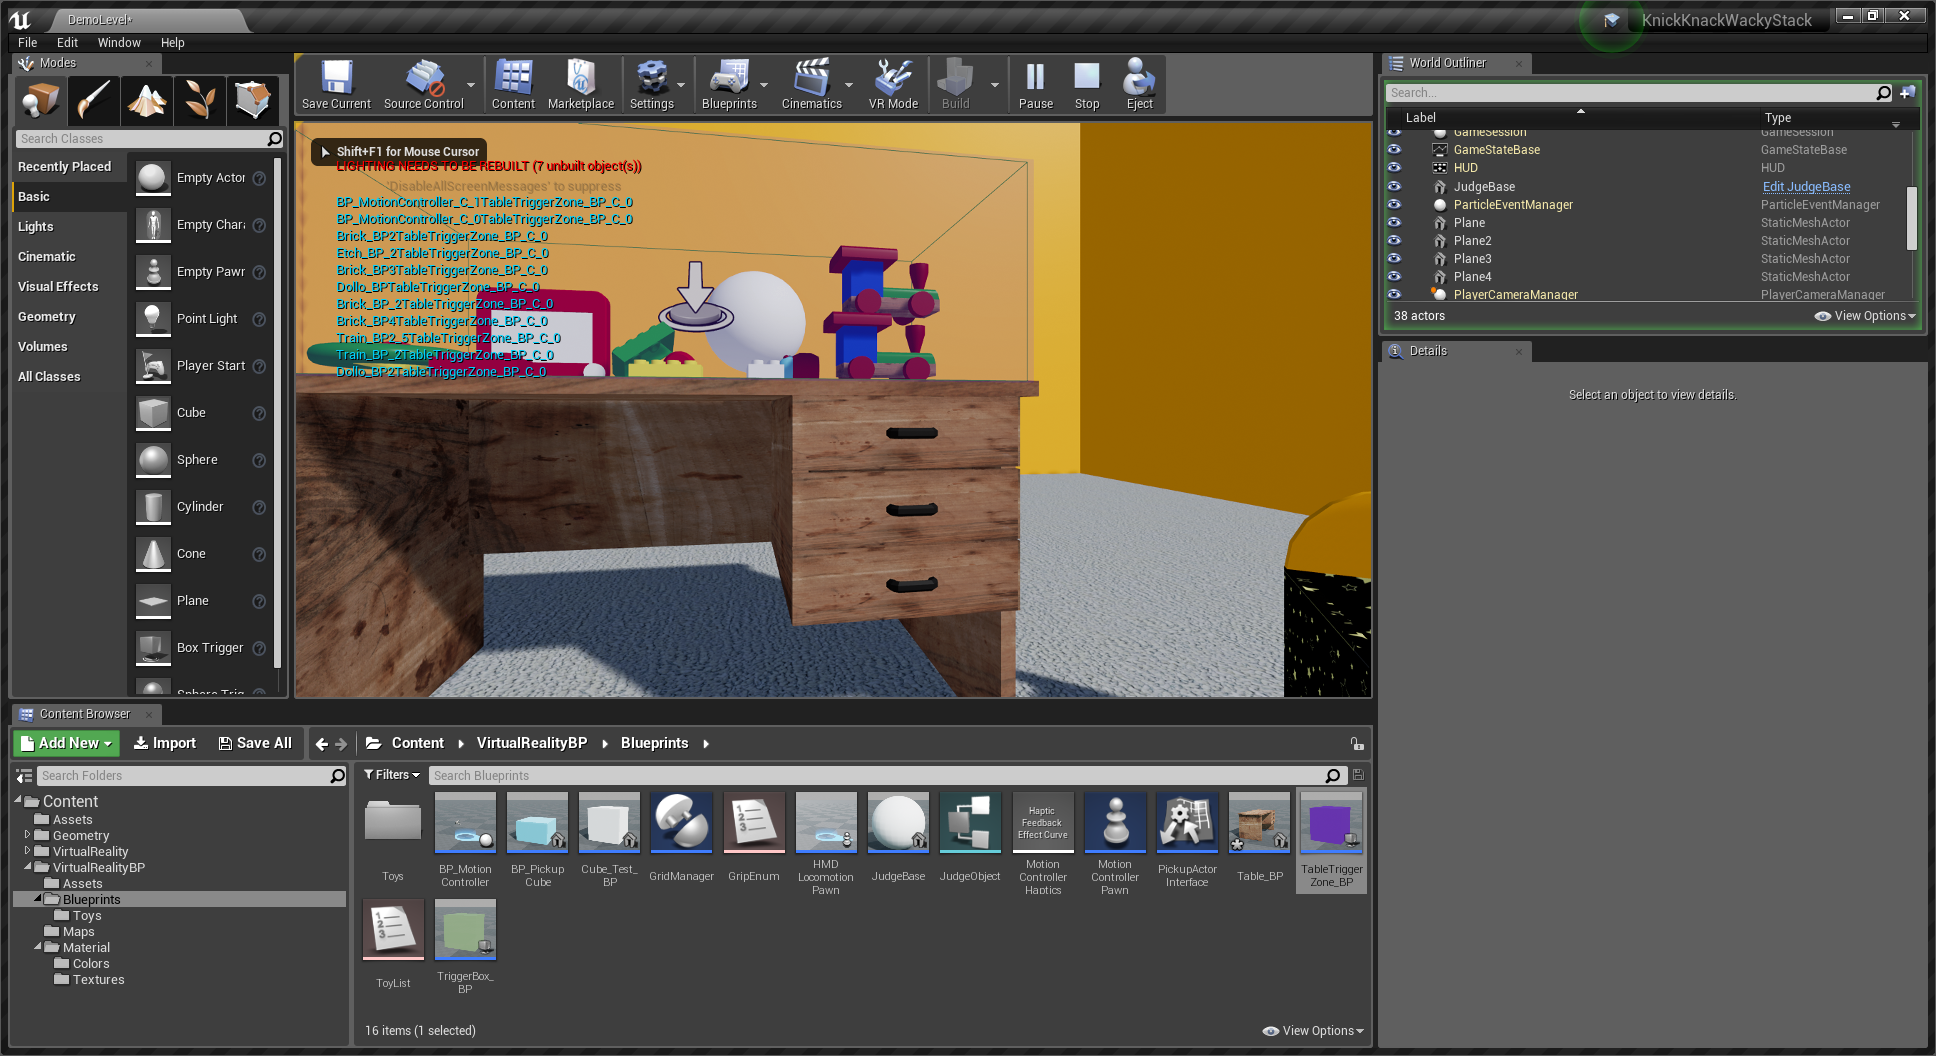 DemoLevel*
KnickKnackWackyStack
File Edit Window Help
Modes
Search Classes
Recently Placed
Basic
Lights
Cinematic
Visual Effects
Geometry
Volumes
All Classes
Empty Actor
Empty Chara
Empty Pawn
Point Light
Player Start
Cube
Sphere
Cylinder
Cone
Plane
Box Trigger
Sphere Trig
Save Current Source Control Content Marketplace Settings Blueprints Cinematics VR Mode Build Pause Stop Eject
Shift+F1 for Mouse Cursor
LIGHTING NEEDS TO BE REBUILT (7 unbuilt object(s))
'DisableAllScreenMessages' to suppress
BP_MotionController_C_1TableTriggerZone_BP_C_0
BP_MotionController_C_0TableTriggerZone_BP_C_0
Brick_BP2TableTriggerZone_BP_C_0
Etch_BP_2TableTriggerZone_BP_C_0
Brick_BP3TableTriggerZone_BP_C_0
Dollo_BPTableTriggerZone_BP_C_0
Brick_BP_2TableTriggerZone_BP_C_0
Brick_BP4TableTriggerZone_BP_C_0
Train_BP2_5TableTriggerZone_BP_C_0
Train_BP_2TableTriggerZone_BP_C_0
Dollo_BP2TableTriggerZone_BP_C_0
World Outliner
Search...
Label Type
GameSession GameSession
GameStateBase GameStateBase
HUD HUD
JudgeBase Edit JudgeBase
ParticleEventManager ParticleEventManager
Plane StaticMeshActor
Plane2 StaticMeshActor
Plane3 StaticMeshActor
Plane4 StaticMeshActor
PlayerCameraManager PlayerCameraManager
38 actors View Options
Details
Select an object to view details.
Content Browser
Add New Import Save All Content VirtualRealityBP Blueprints
Search Folders
Content
Assets
Geometry
VirtualReality
VirtualRealityBP
Assets
Blueprints
Toys
Maps
Material
Colors
Textures
Filters Search Blueprints
Toys
BP_Motion
Controller
BP_Pickup
Cube
Cube_Test_
BP
GridManager
GripEnum
HMD
Locomotion
Pawn
JudgeBase
JudgeObject
Haptic
Feedback
Effect Curve
Motion
Controller
Haptics
Motion
Controller
Pawn
PickupActor
Interface
Table_BP
TableTrigger
Zone_BP
ToyList
TriggerBox_
BP
16 items (1 selected) View Options